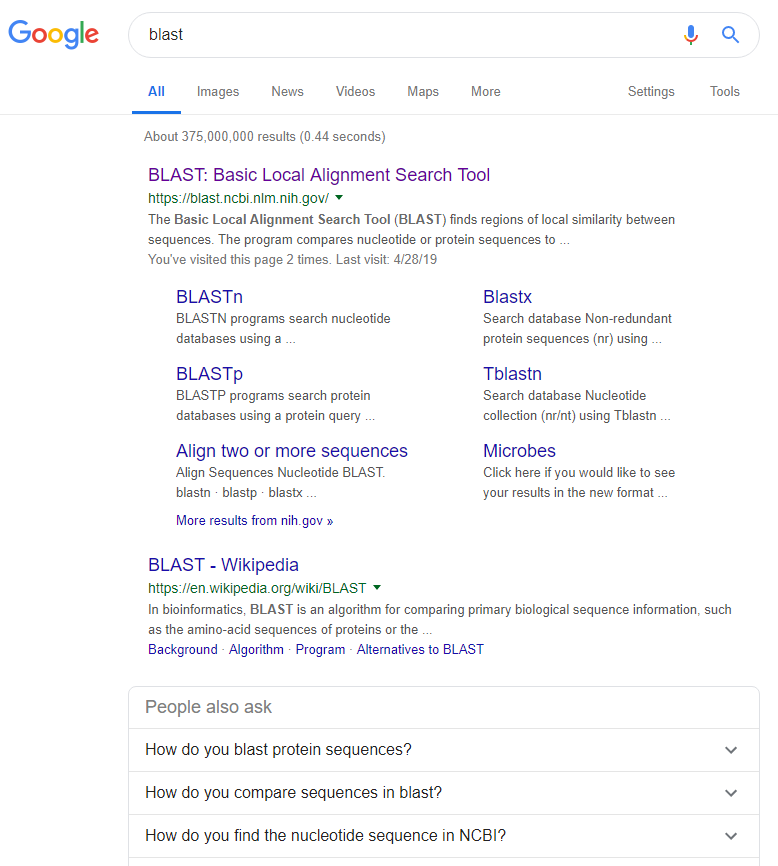 Google
blast
All Images News Videos Maps More Settings Tools
About 375,000,000 results (0.44 seconds)
BLAST: Basic Local Alignment Search Tool
https://blast.ncbi.nlm.nih.gov/
The Basic Local Alignment Search Tool (BLAST) finds regions of local similarity between
sequences. The program compares nucleotide or protein sequences to ...
You've visited this page 2 times. Last visit: 4/28/19
BLASTn
BLASTN programs search nucleotide
databases using a ...
Blastx
Search database Non-redundant
protein sequences (nr) using ...
BLASTp
BLASTP programs search protein
databases using a protein query ...
Tblastn
Search database Nucleotide
collection (nr/nt) using Tblastn ...
Align two or more sequences
Align Sequences Nucleotide BLAST.
blastn · blastp · blastx ...
Microbes
Click here if you would like to see
your results in the new format ...
More results from nih.gov »
BLAST - Wikipedia
https://en.wikipedia.org/wiki/BLAST
In bioinformatics, BLAST is an algorithm for comparing primary biological sequence information, such
as the amino-acid sequences of proteins or the ...
Background · Algorithm · Program · Alternatives to BLAST
People also ask
How do you blast protein sequences?
How do you compare sequences in blast?
How do you find the nucleotide sequence in NCBI?